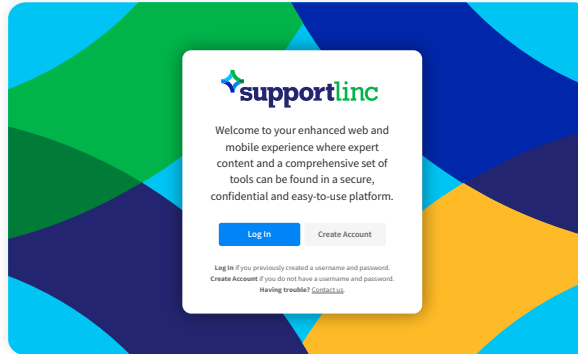 supportlinc
Welcome to your enhanced web and
mobile experience where expert
content and a comprehensive set of
tools can be found in a secure,
confidential and easy-to-use platform.
Log In Create Account
Log In if you previously created a username and password.
Create Account if you do not have a username and password.
Having trouble? Contact us.